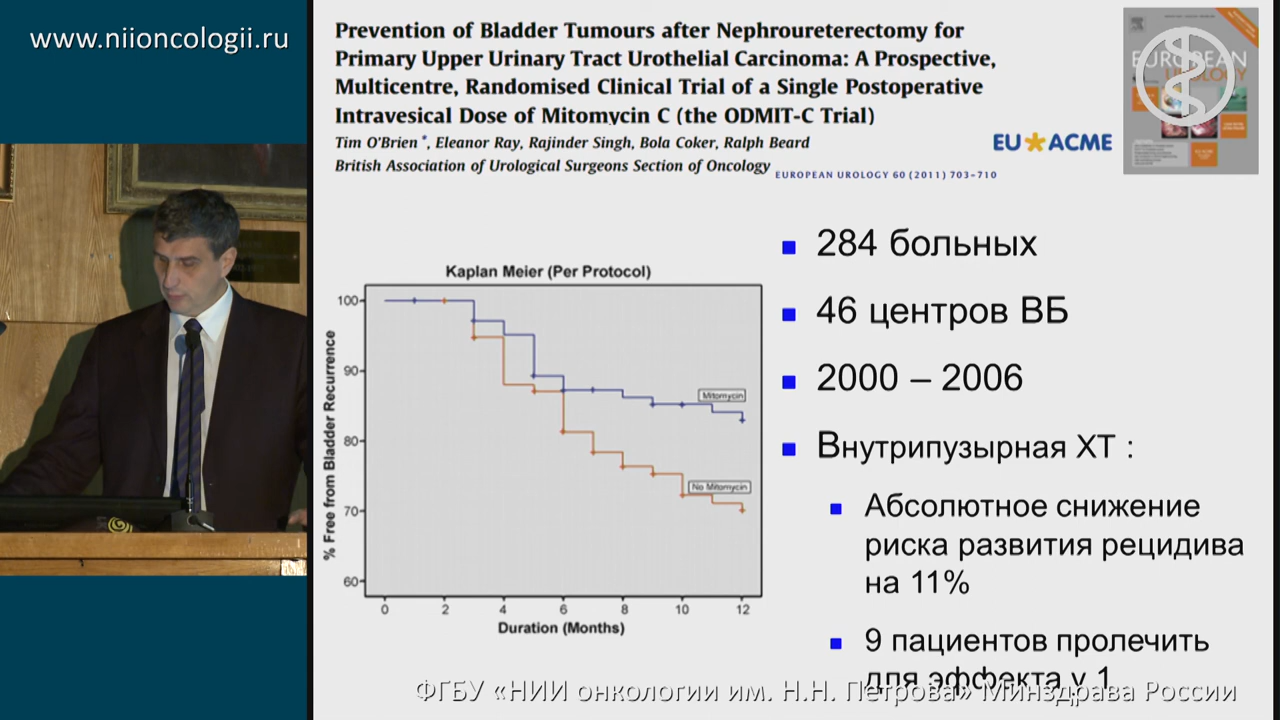 www.niioncologii.ru
Prevention of Bladder Tumours after Nephroureterectomy for
Primary Upper Urinary Tract Urothelial Carcinoma: A Prospective,
Multicentre, Randomised Clinical Trial of a Single Postoperative
Intravesical Dose of Mitomycin C (the ODMIT-C Trial)
Tim O'Brien *, Eleanor Ray, Rajinder Singh, Bola Coker, Ralph Beard
British Association of Urological Surgeons Section of Oncology
EUROPEAN UROLOGY 60 (2011) 703–710
EU ACME
EUROPEAN
UROLOGY
Kaplan Meier (Per Protocol)
% Free from Bladder Recurrence
100
90
80
70
60
Mitomycin
No Mitomycin
0 2 4 6 8 10 12
Duration (Months)
284 больных
46 центров ВБ
2000 – 2006
Внутрипузырная ХТ :
Абсолютное снижение
риска развития рецидива
на 11%
9 пациентов пролечить
для эффекта у 1
ФГБУ «НИИ онкологии им. Н.Н. Петрова» Минздрава России